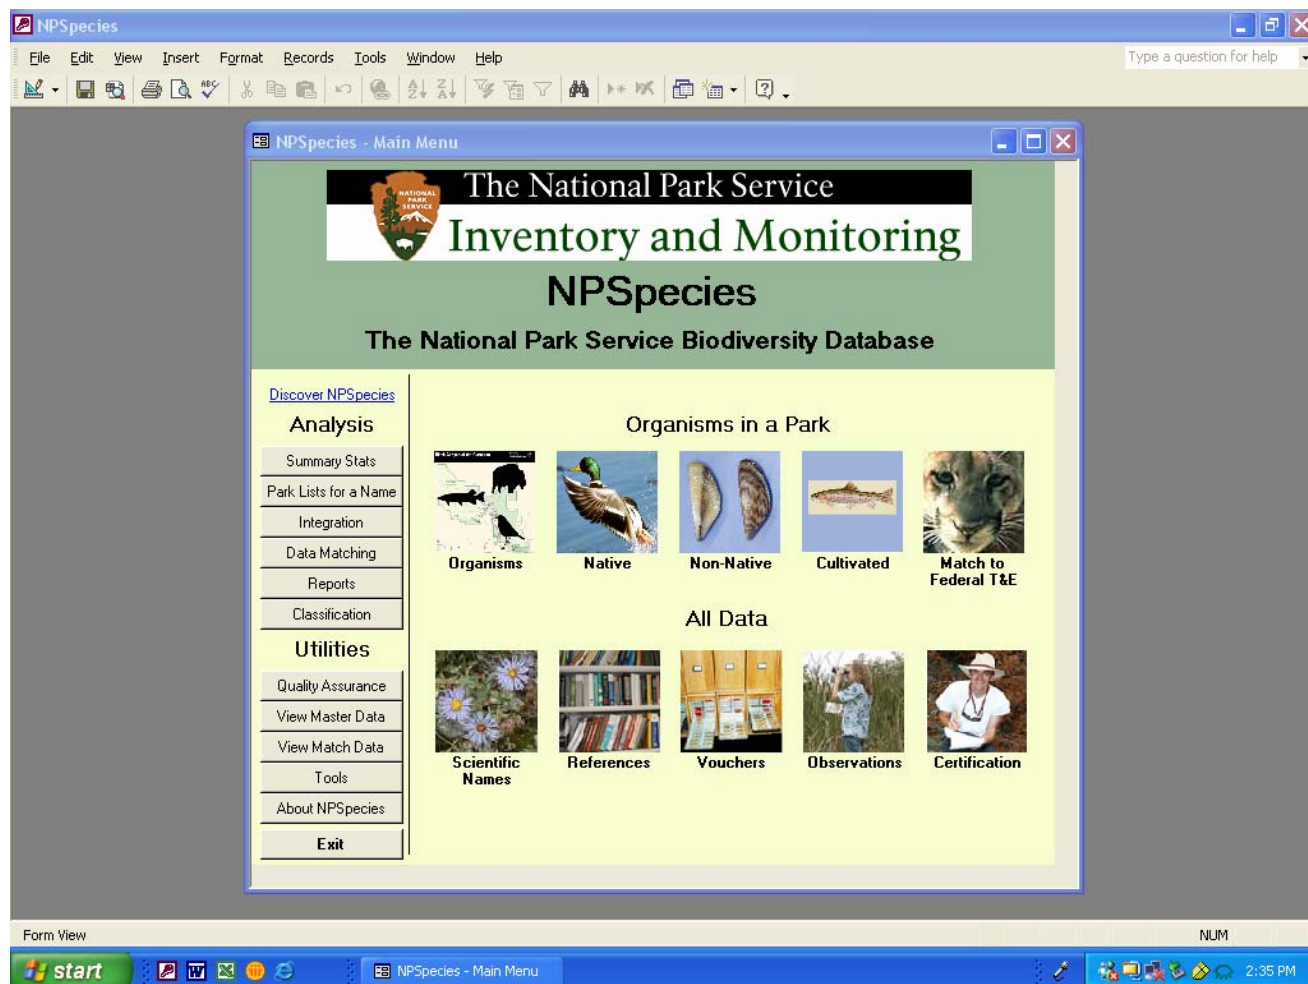 NPSpecies
File Edit View Insert Format Records Tools Window Help
Type a question for help
NPSpecies - Main Menu
NATIONAL
PARK
SERVICE
The National Park Service
Inventory and Monitoring
NPSpecies
The National Park Service Biodiversity Database
Discover NPSpecies
Analysis
Summary Stats
Park Lists for a Name
Integration
Data Matching
Reports
Classification
Utilities
Quality Assurance
View Master Data
View Match Data
Tools
About NPSpecies
Exit
Organisms in a Park
Organisms
Native
Non-Native
Cultivated
Match to
Federal T&E
All Data
Scientific
Names
References
Vouchers
Observations
Certification
Form View
NUM
start
NPSpecies - Main Menu
2:35 PM